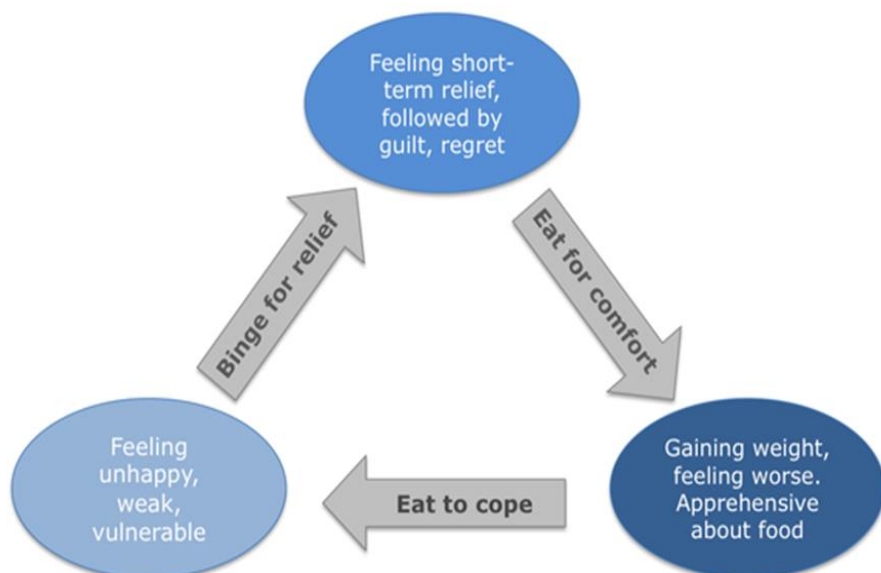 Feeling short-
term relief,
followed by
guilt, regret
Binge for relief
Eat for comfort
Feeling
unhappy,
weak,
vulnerable
Eat to cope
Gaining weight,
feeling worse.
Apprehensive
about food